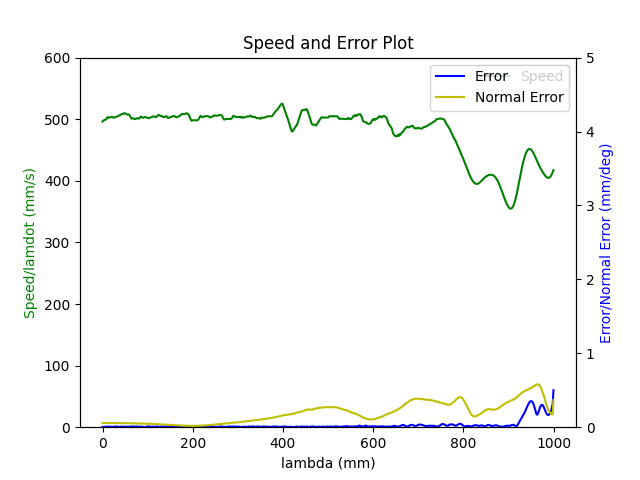 Speed and Error Plot
600
500
400
300
200
100
0
Speed/lamdot (mm/s)
0
200
400
600
800
1000
lambda (mm)
5
4
3
2
1
0
Error/Normal Error (mm/deg)
Speed
Error
Normal Error